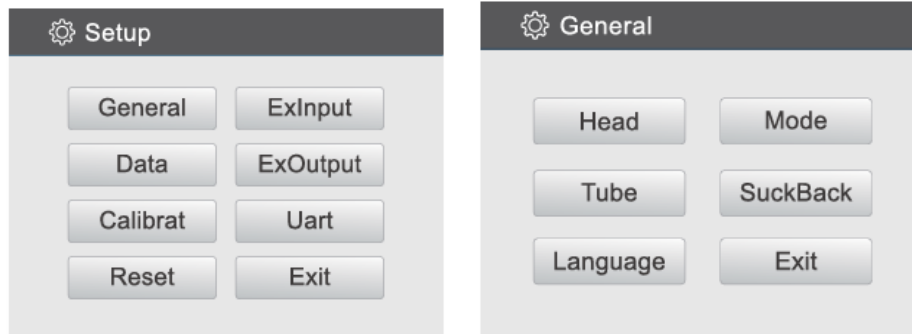 Setup
General
ExInput
Data
ExOutput
Calibrat
Uart
Reset
Exit
General
Head
Mode
Tube
SuckBack
Language
Exit